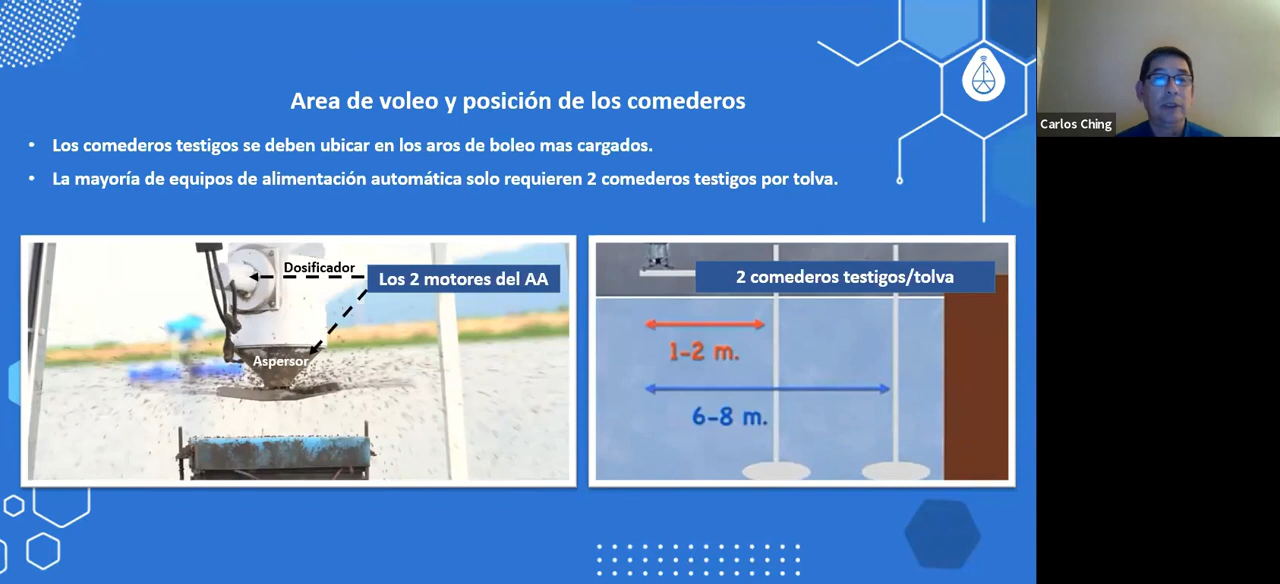 Area de voleo y posición de los comederos
• Los comederos testigos se deben ubicar en los aros de boleo mas cargados.
• La mayoría de equipos de alimentación automática solo requieren 2 comederos testigos por tolva.
Dosificador
Los 2 motores del AA
Aspersor
2 comederos testigos/tolva
1-2 m.
6-8 m.
Carlos Ching